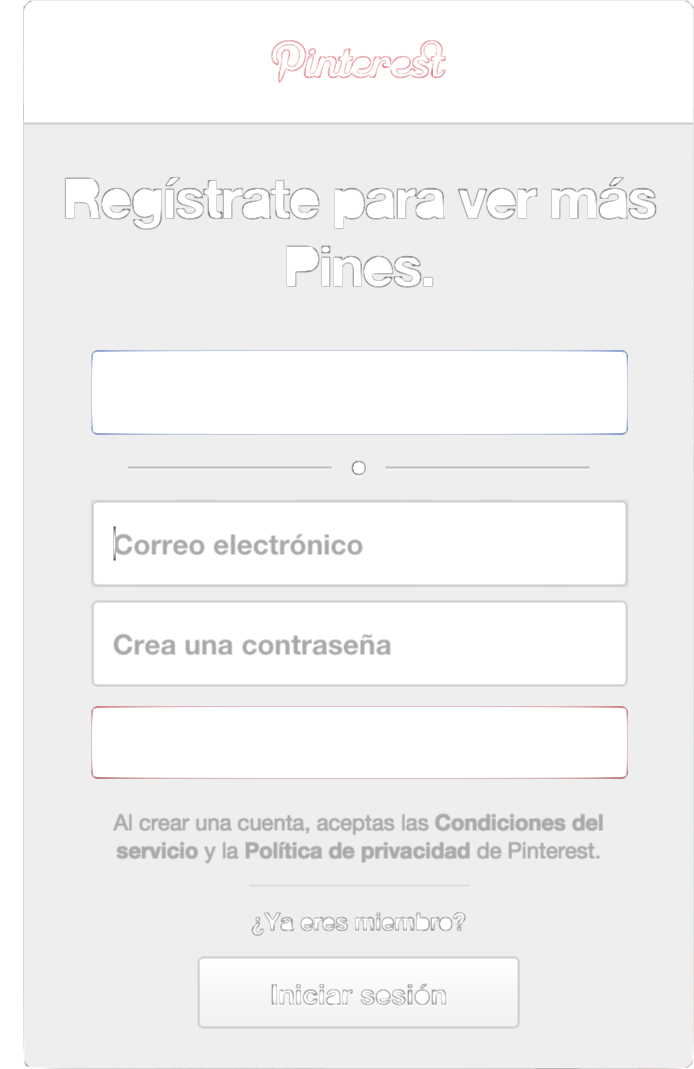 Pinterest
Regístrate para ver más
Pines.
Correo electrónico
Crea una contraseña
Al crear una cuenta, aceptas las Condiciones del
servicio y la Política de privacidad de Pinterest.
¿Ya eres miembro?
Iniciar sesión